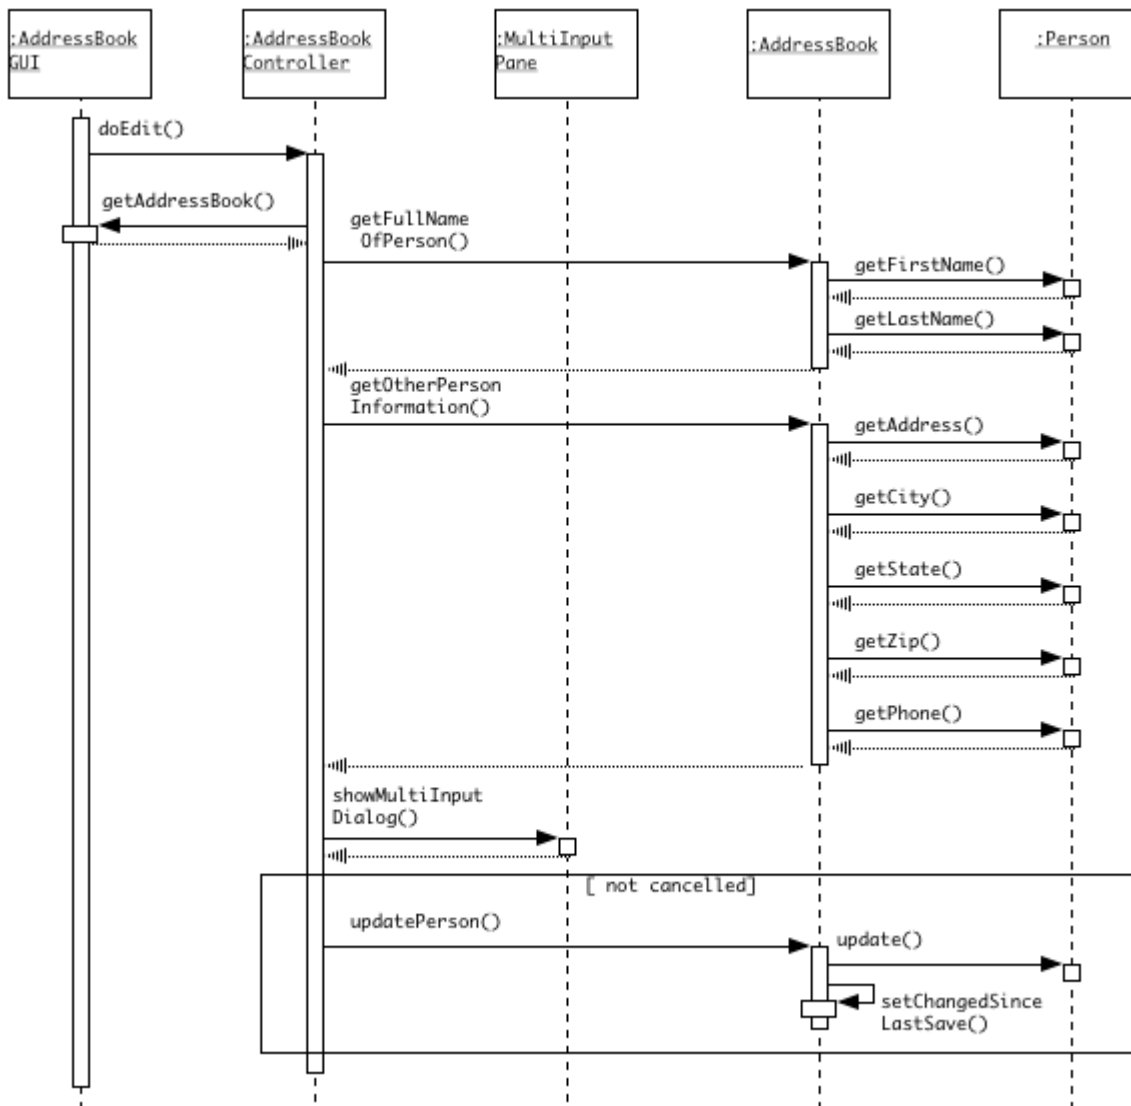 :AddressBook
GUI
:AddressBook
Controller
:MultiInput
Pane
:AddressBook
:Person
doEdit()
getAddressBook()
getFullName
OfPerson()
getFirstName()
getLastName()
getOtherPerson
Information()
getAddress()
getCity()
getState()
getZip()
getPhone()
showMultiInput
Dialog()
[ not cancelled]
updatePerson()
update()
setChangedSince
LastSave()